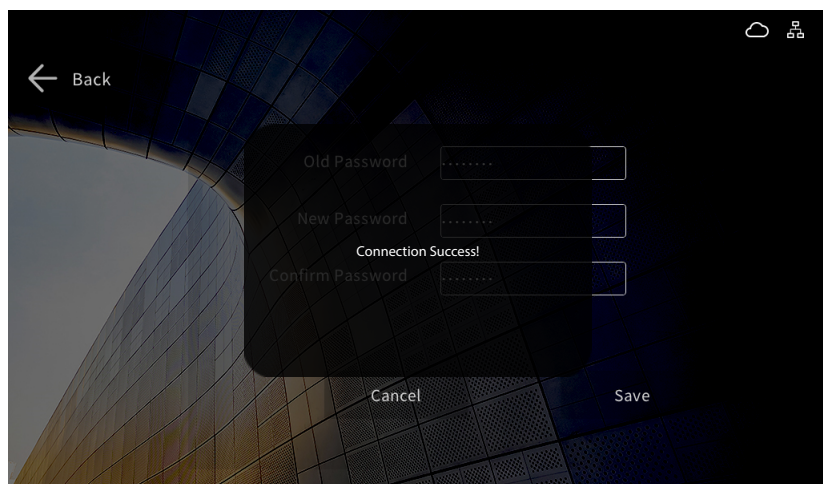 Back
Old Password ········
New Password ········
Connection Success!
Confirm Password ········
Cancel Save